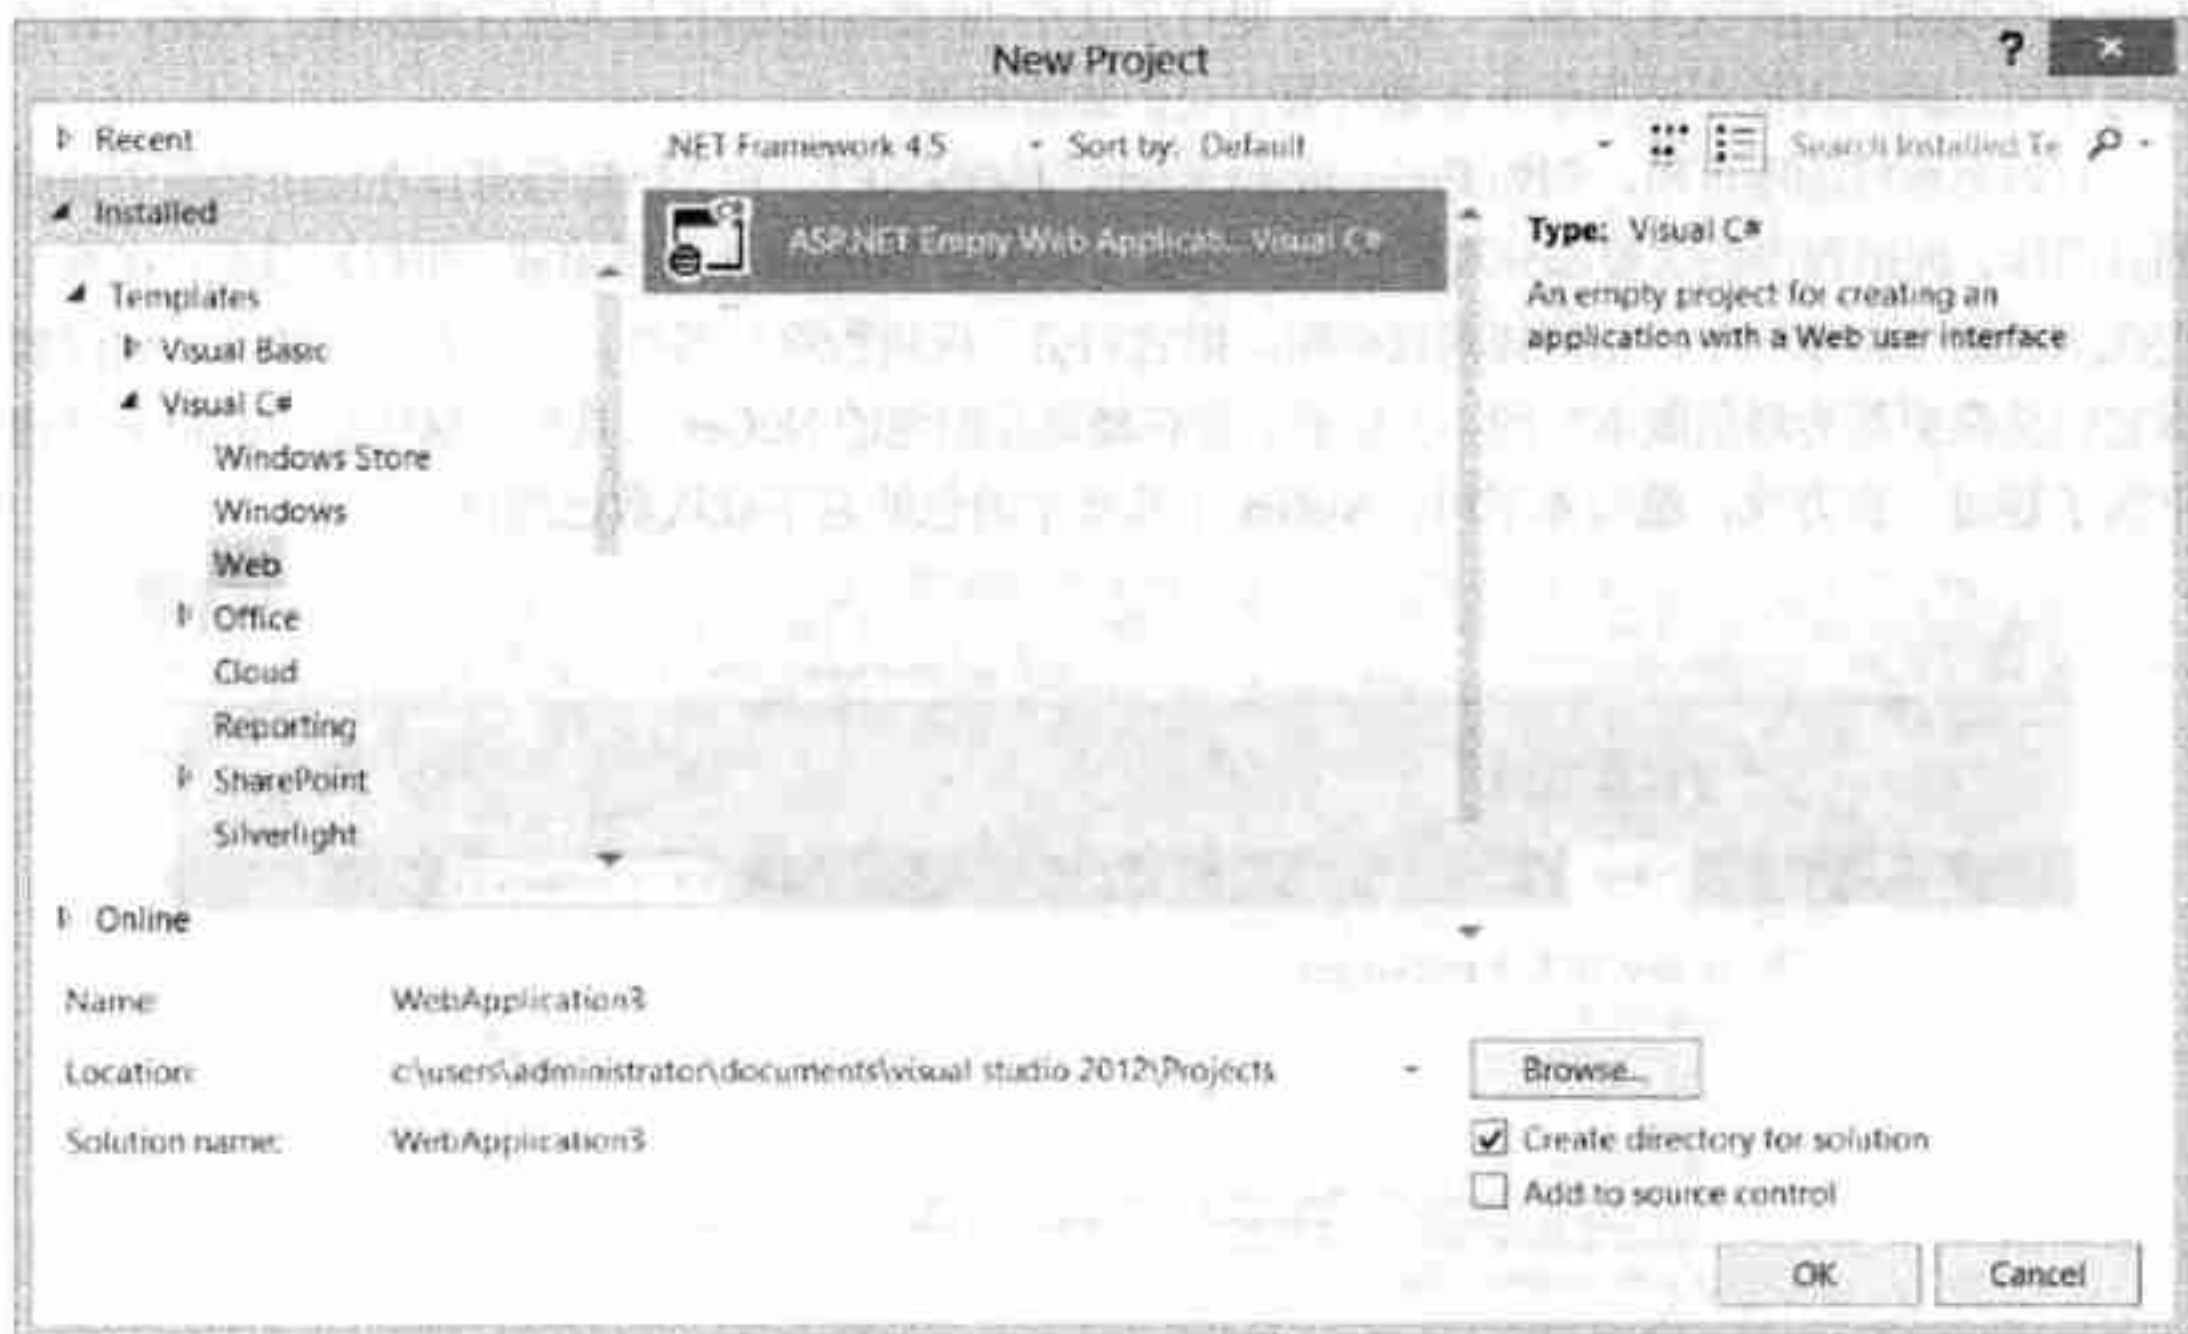 New Project
?
Recent
Installed
Templates
Visual Basic
Visual C#
Windows Store
Windows
Web
Office
Cloud
Reporting
SharePoint
Silverlight
Online
.NET Framework 4.5
Sort by: Default
Search Installed Te
ASP.NET Empty Web Applicati... Visual C#
Type: Visual C#
An empty project for creating an
application with a Web user interface
Name: WebApplication3
Location: c:\users\administrator\documents\visual studio 2012\Projects
Browse...
Solution name: WebApplication3
Create directory for solution
Add to source control
OK
Cancel